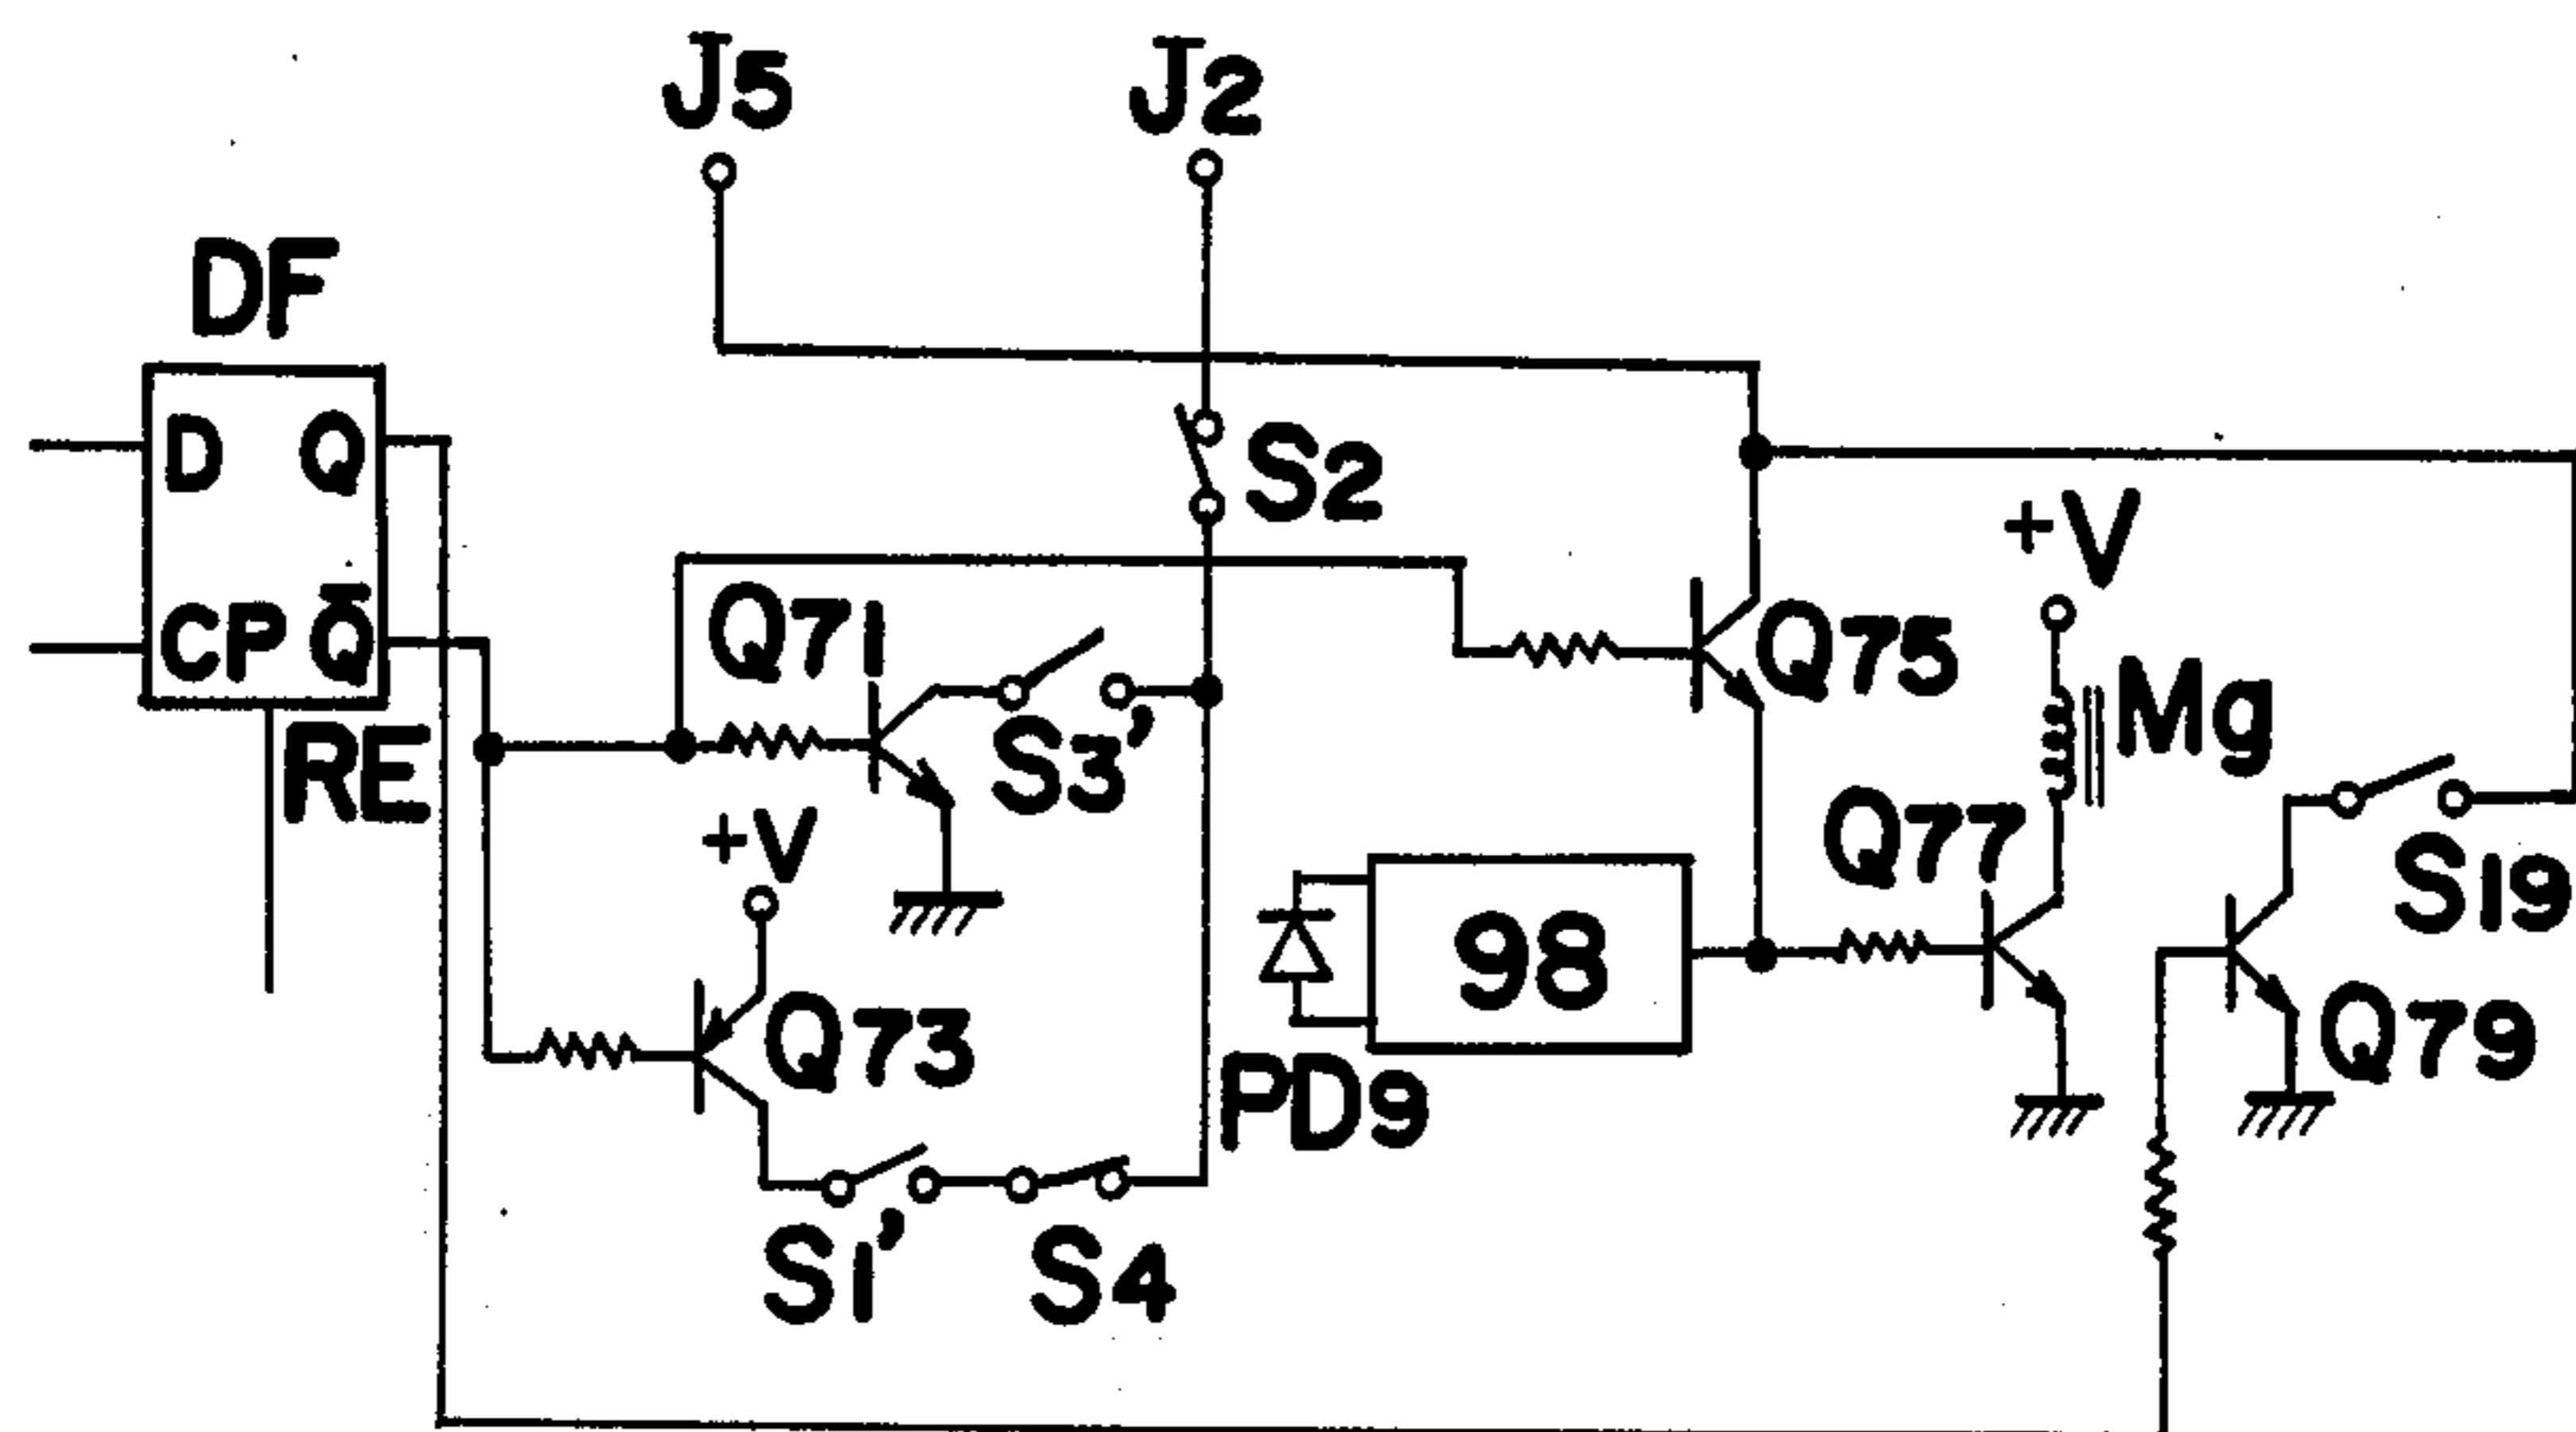 J5
J2
DF
D Q
S2
+V
CP Q̅
Q71
Q75
RE
S3'
Mg
+V
Q77
S19
98
Q73
Q79
PD9
S1'
S4